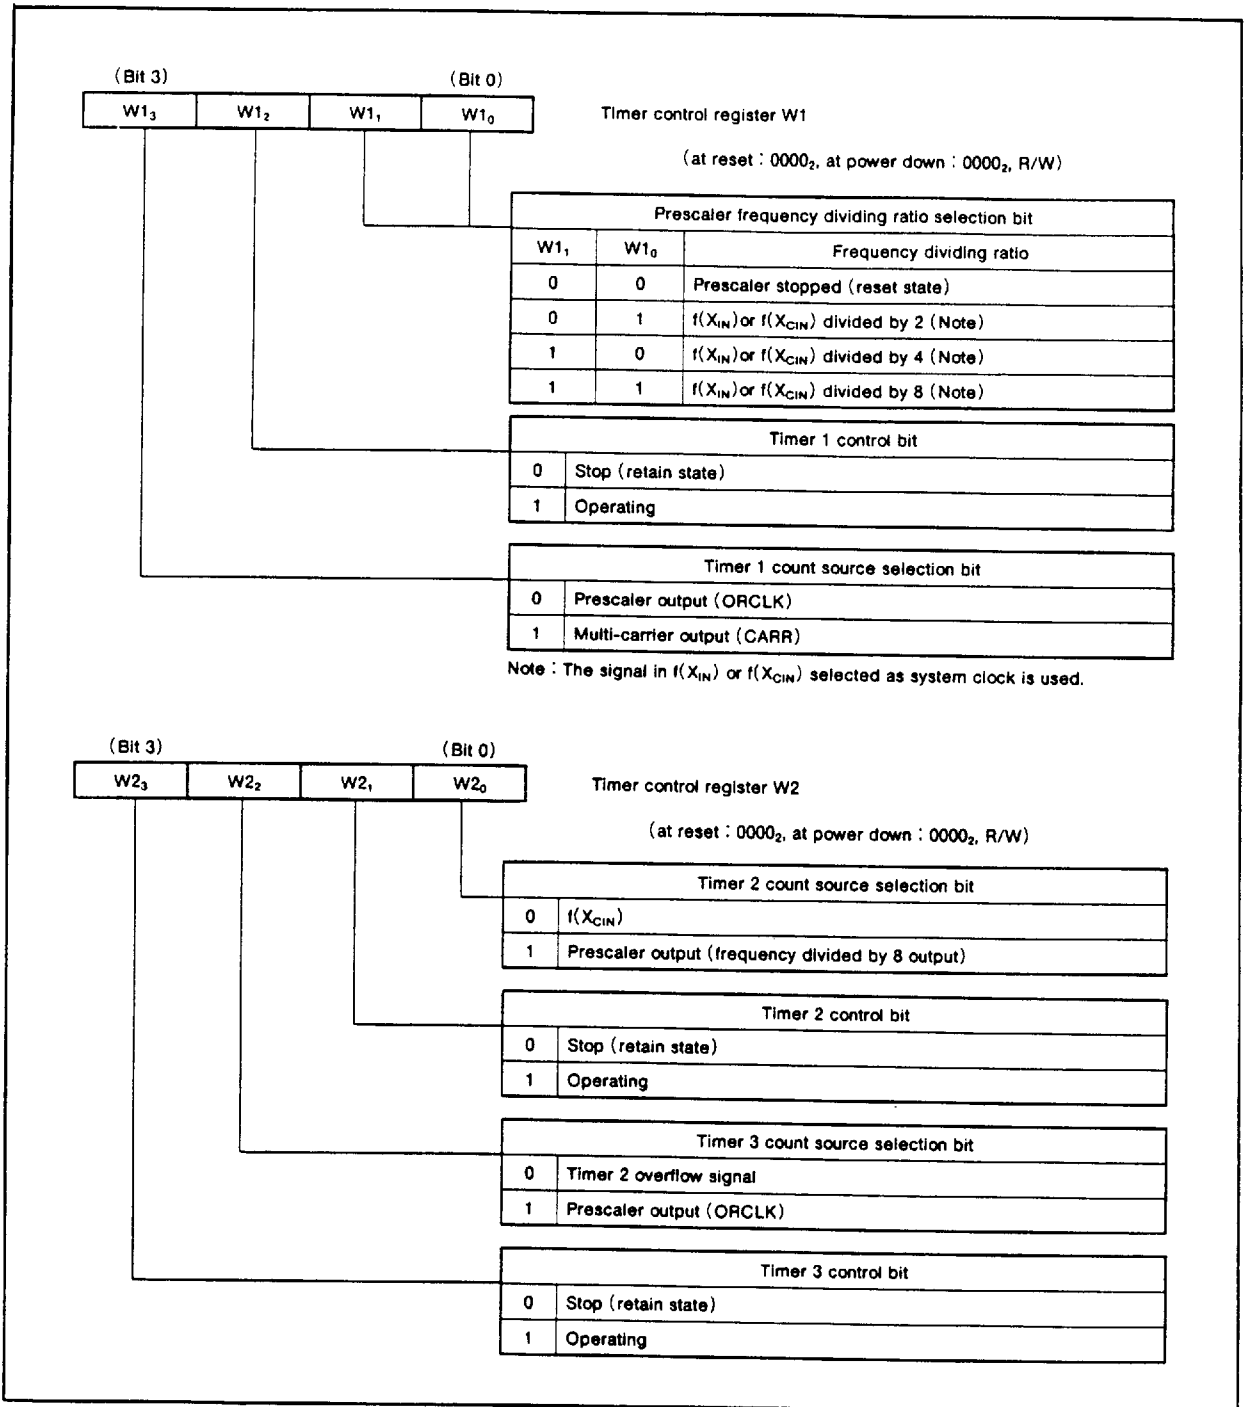 (Bit 3) (Bit 0)
W1₃ W1₂ W1₁ W1₀ Timer control register W1
(at reset : 0000₂, at power down : 0000₂, R/W)
Prescaler frequency dividing ratio selection bit
W1₁ W1₀ Frequency dividing ratio
0 0 Prescaler stopped (reset state)
0 1 f(X_IN) or f(X_CIN) divided by 2 (Note)
1 0 f(X_IN) or f(X_CIN) divided by 4 (Note)
1 1 f(X_IN) or f(X_CIN) divided by 8 (Note)
Timer 1 control bit
0 Stop (retain state)
1 Operating
Timer 1 count source selection bit
0 Prescaler output (ORCLK)
1 Multi-carrier output (CARR)
Note : The signal in f(X_IN) or f(X_CIN) selected as system clock is used.
(Bit 3) (Bit 0)
W2₃ W2₂ W2₁ W2₀ Timer control register W2
(at reset : 0000₂, at power down : 0000₂, R/W)
Timer 2 count source selection bit
0 f(X_CIN)
1 Prescaler output (frequency divided by 8 output)
Timer 2 control bit
0 Stop (retain state)
1 Operating
Timer 3 count source selection bit
0 Timer 2 overflow signal
1 Prescaler output (ORCLK)
Timer 3 control bit
0 Stop (retain state)
1 Operating